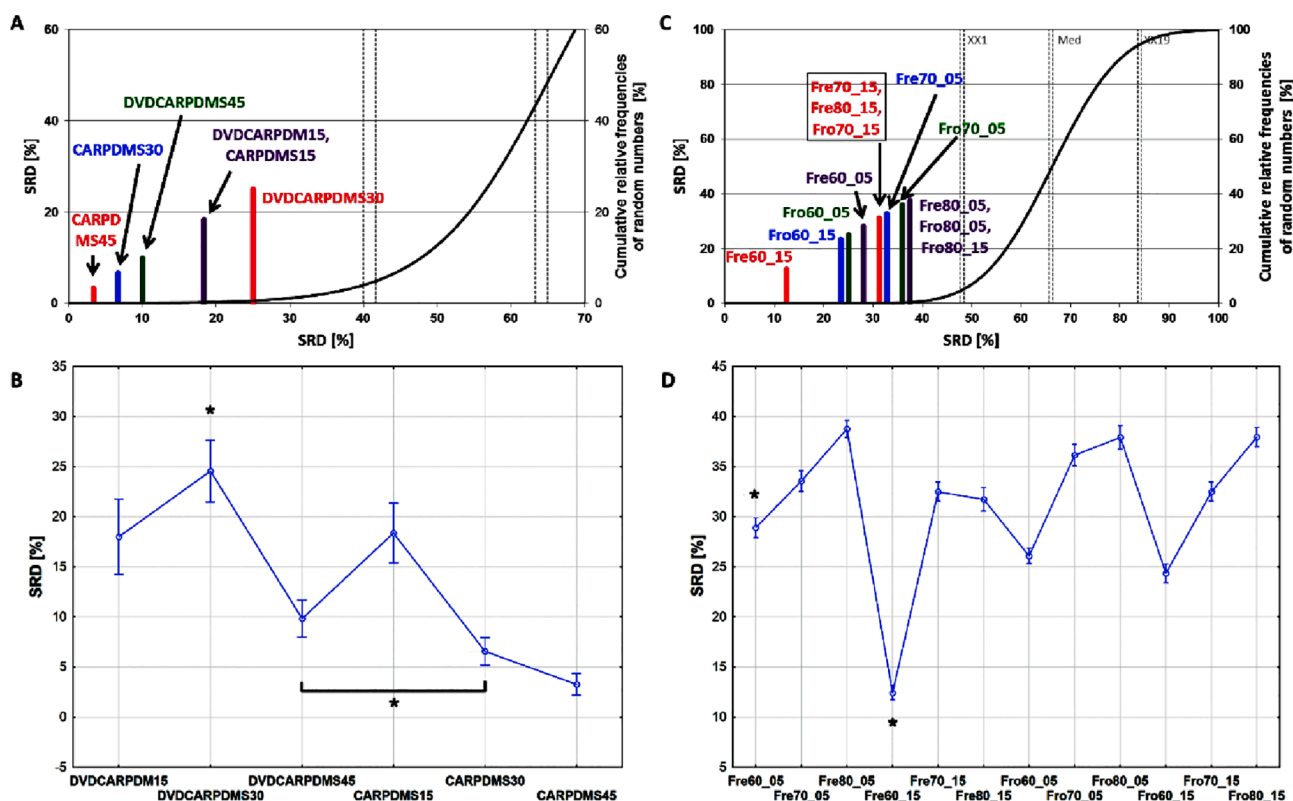 A
60
40
20
0
SRD [%]
DVDCARPDMS45
CARPDMS30
DVDCARPDM15,
CARPDMS15
CARPD
MS45
DVDCARPDMS30
60
40
20
0
Cumulative relative frequencies
of random numbers [%]
0 10 20 30 40 50 60 70
SRD [%]
C
100
80
60
40
20
0
SRD [%]
XX1
Med
XX19
Fre70_15,
Fre80_15,
Fro70_15
Fre70_05
Fro70_05
Fre60_05
Fro60_05
Fro60_15
Fre60_15
Fre80_05,
Fro80_05,
Fro80_15
100
80
60
40
20
0
Cumulative relative frequencies
of random numbers [%]
0 10 20 30 40 50 60 70 80 90 100
SRD [%]
B
35
30
25
20
15
10
5
0
-5
SRD [%]
*
*
DVDCARPDM15 DVDCARPDMS45 CARPDMS30
DVDCARPDMS30 CARPDMS15 CARPDMS45
D
45
40
35
30
25
20
15
10
5
SRD [%]
*
*
Fre60_05 Fre80_05 Fre70_15 Fro60_05 Fro80_05 Fro70_15
Fre70_05 Fre60_15 Fre80_15 Fro70_05 Fro60_15 Fro80_15